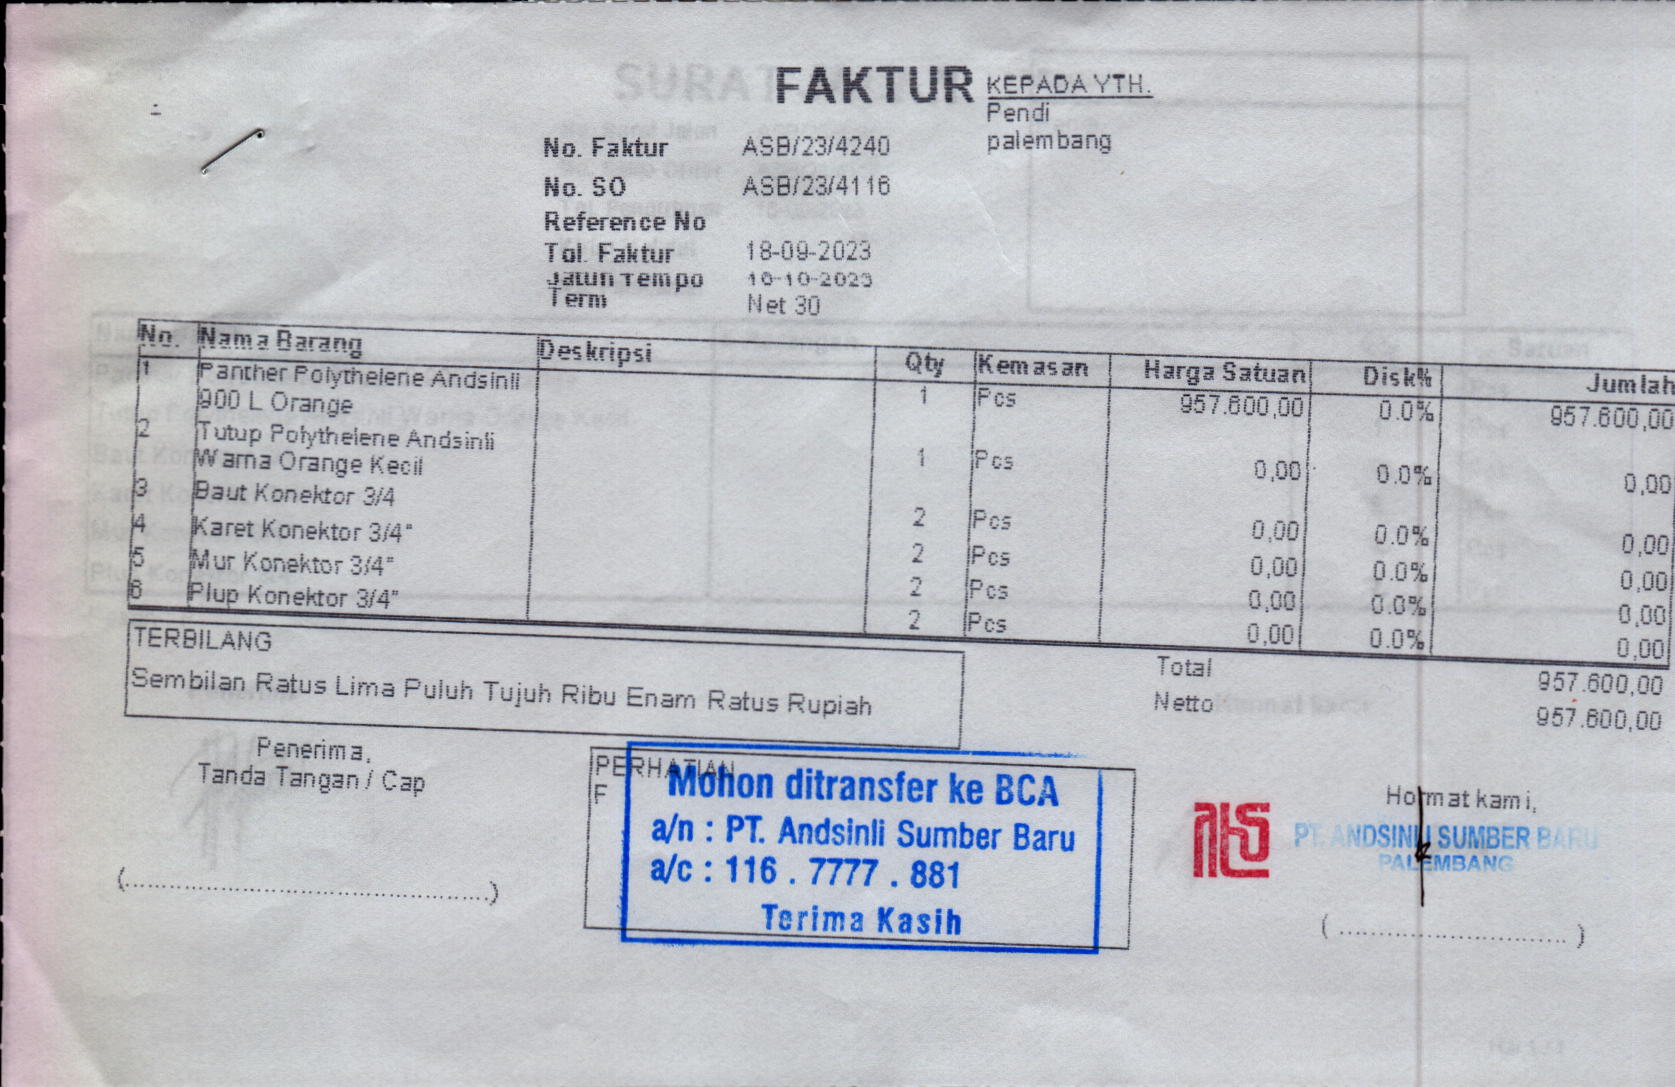 FAKTUR
KEPADA YTH.
Pendi
palembang
No. Faktur ASB/23/4240
No. SO ASB/23/4116
Reference No
Tgl. Faktur 18-09-2023
Jatuh Tempo 18-10-2023
Term Net 30
No. Nama Barang Deskripsi Qty Kemasan Harga Satuan Disk% Jumlah
1 Panther Polythelene Andsinli 900 L Orange 1 Pcs 957.600,00 0.0% 957.600,00
2 Tutup Polythelene Andsinli Warna Orange Kecil 1 Pcs 0,00 0.0% 0,00
3 Baut Konektor 3/4 2 Pcs 0,00 0.0% 0,00
4 Karet Konektor 3/4" 2 Pcs 0,00 0.0% 0,00
5 Mur Konektor 3/4" 2 Pcs 0,00 0.0% 0,00
6 Plup Konektor 3/4" 2 Pcs 0,00 0.0% 0,00
TERBILANG
Sembilan Ratus Lima Puluh Tujuh Ribu Enam Ratus Rupiah
Total 957.600,00
Netto 957.600,00
Penerima,
Tanda Tangan / Cap
PERHATIAN
F
Mohon ditransfer ke BCA
a/n : PT. Andsinli Sumber Baru
a/c : 116 . 7777 . 881
Terima Kasih
Hormat kami,
PT. ANDSINLI SUMBER BARU
PALEMBANG